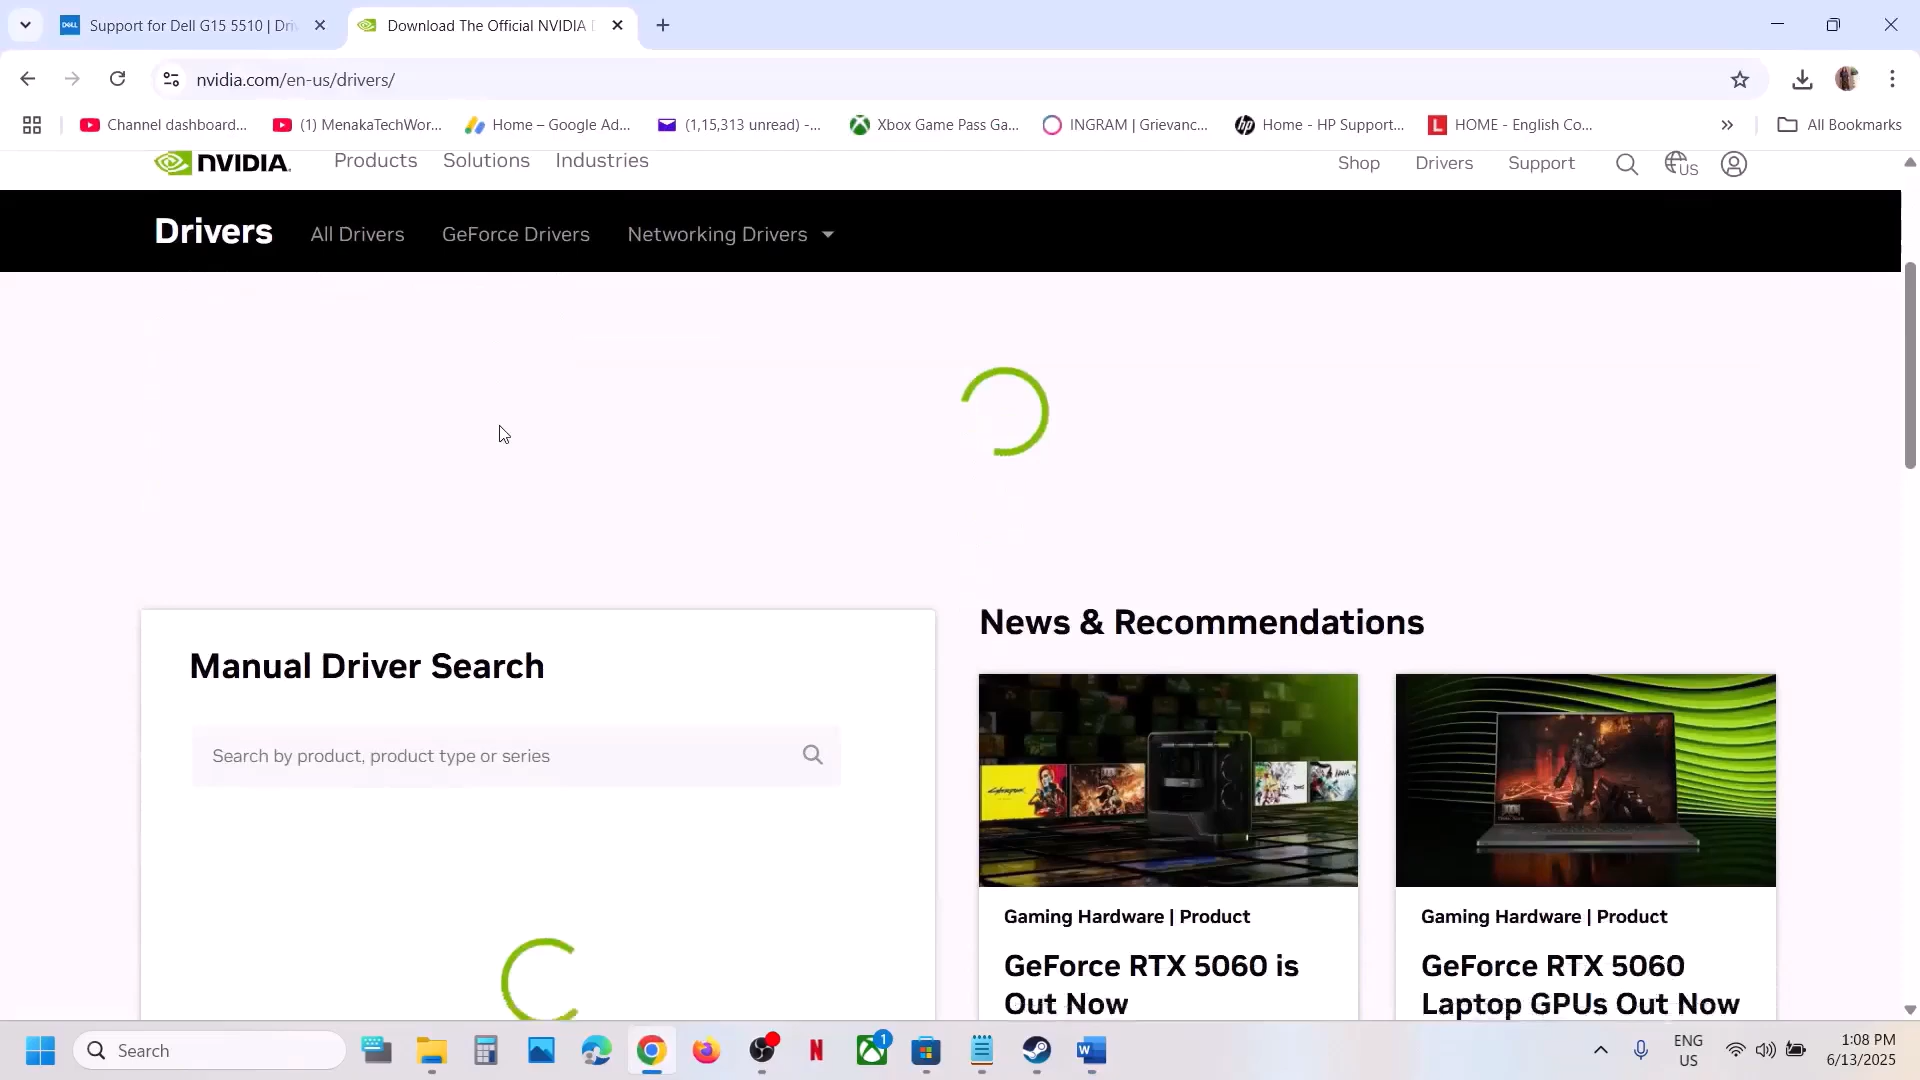 Support for Dell G15 5510 | Dri
Download The Official NVIDIA
nvidia.com/en-us/drivers/
Channel dashboard...
(1) MenakaTechWor...
Home – Google Ad...
(1,15,313 unread) -...
Xbox Game Pass Ga...
INGRAM | Grievanc...
Home - HP Support...
HOME - English Co...
All Bookmarks
NVIDIA.
Products
Solutions
Industries
Shop
Drivers
Support
US
Drivers
All Drivers
GeForce Drivers
Networking Drivers
Manual Driver Search
Search by product, product type or series
News & Recommendations
Gaming Hardware | Product
GeForce RTX 5060 is
Out Now
Gaming Hardware | Product
GeForce RTX 5060
Laptop GPUs Out Now
Search
1
ENG
US
1:08 PM
6/13/2025